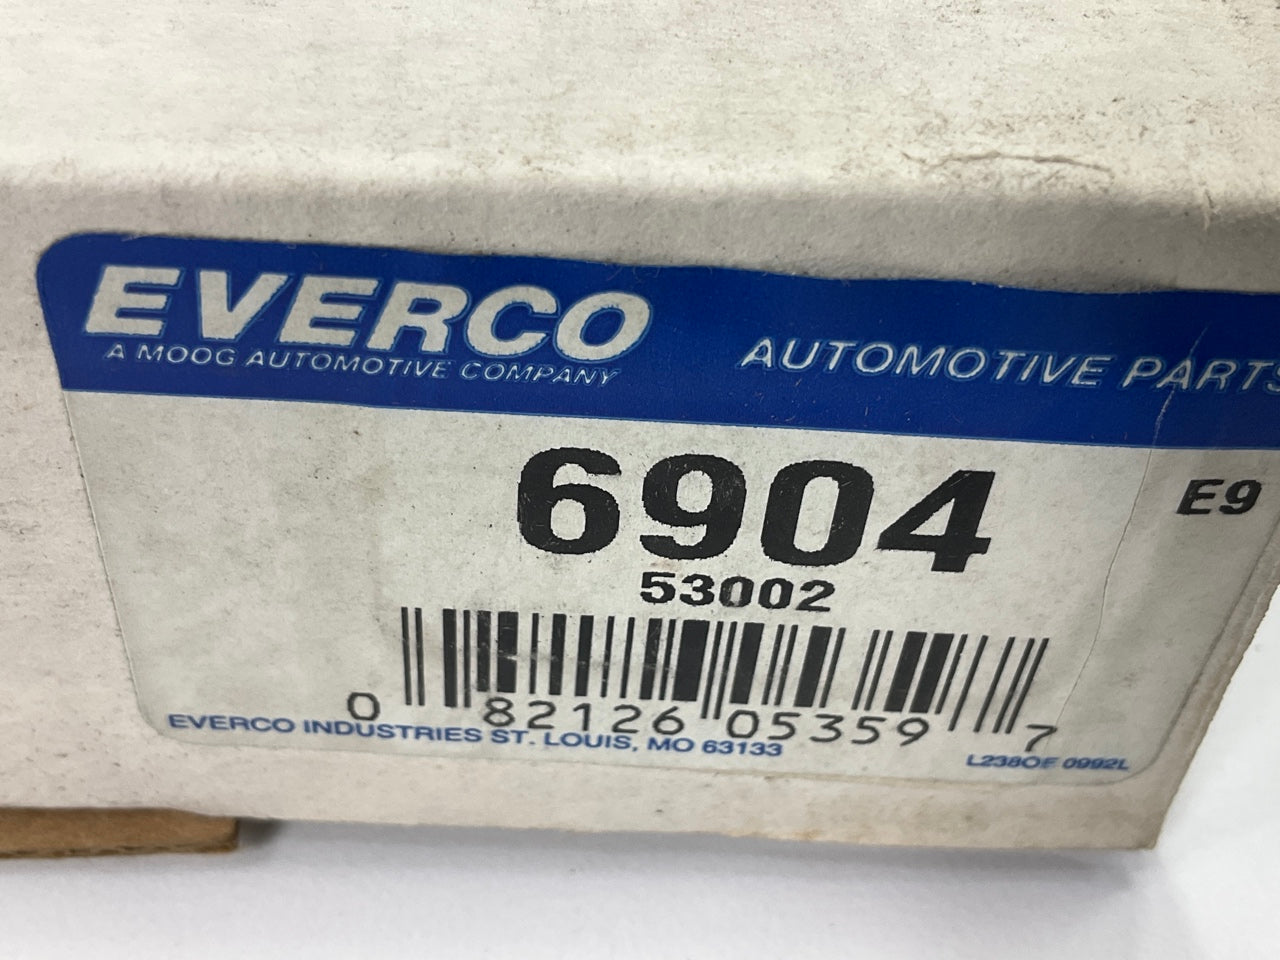 EVERCO
A MOOG AUTOMOTIVE COMPANY
AUTOMOTIVE PARTS
6904
E9
53002
0 82126 05359 7
EVERCO INDUSTRIES ST. LOUIS, MO 63133
L238OE 0992L